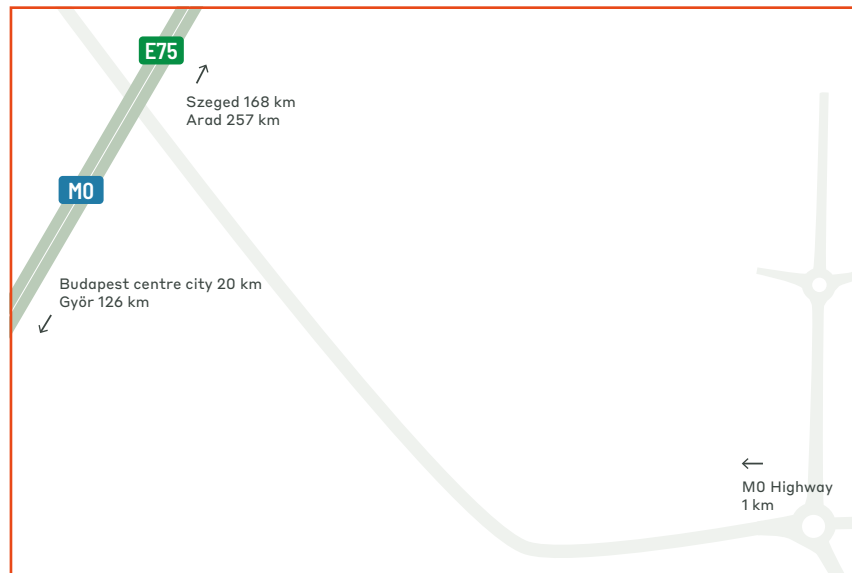 E75
Szeged 168 km
Arad 257 km
M0
Budapest centre city 20 km
Györ 126 km
M0 Highway
1 km